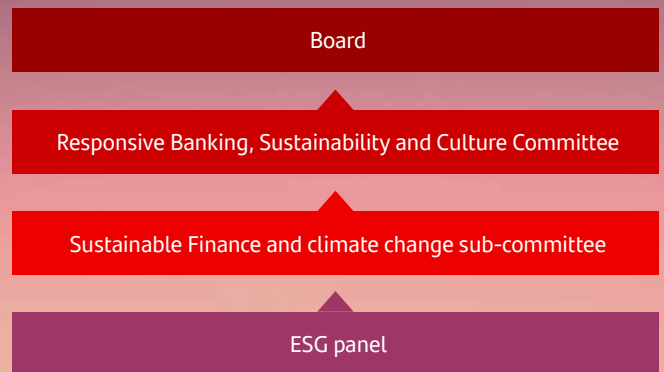 Board
Responsive Banking, Sustainability and Culture Committee
Sustainable Finance and climate change sub-committee
ESG panel